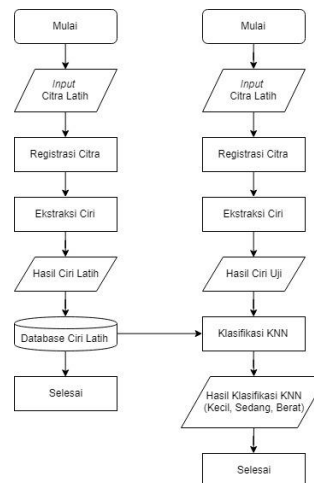 Mulai
Input
Citra Latih
Registrasi Citra
Ekstraksi Ciri
Hasil Ciri Latih
Database Ciri Latih
Selesai
Mulai
Input
Citra Latih
Registrasi Citra
Ekstraksi Ciri
Hasil Ciri Uji
Klasifikasi KNN
Hasil Klasifikasi KNN
(Kecil, Sedang, Berat)
Selesai